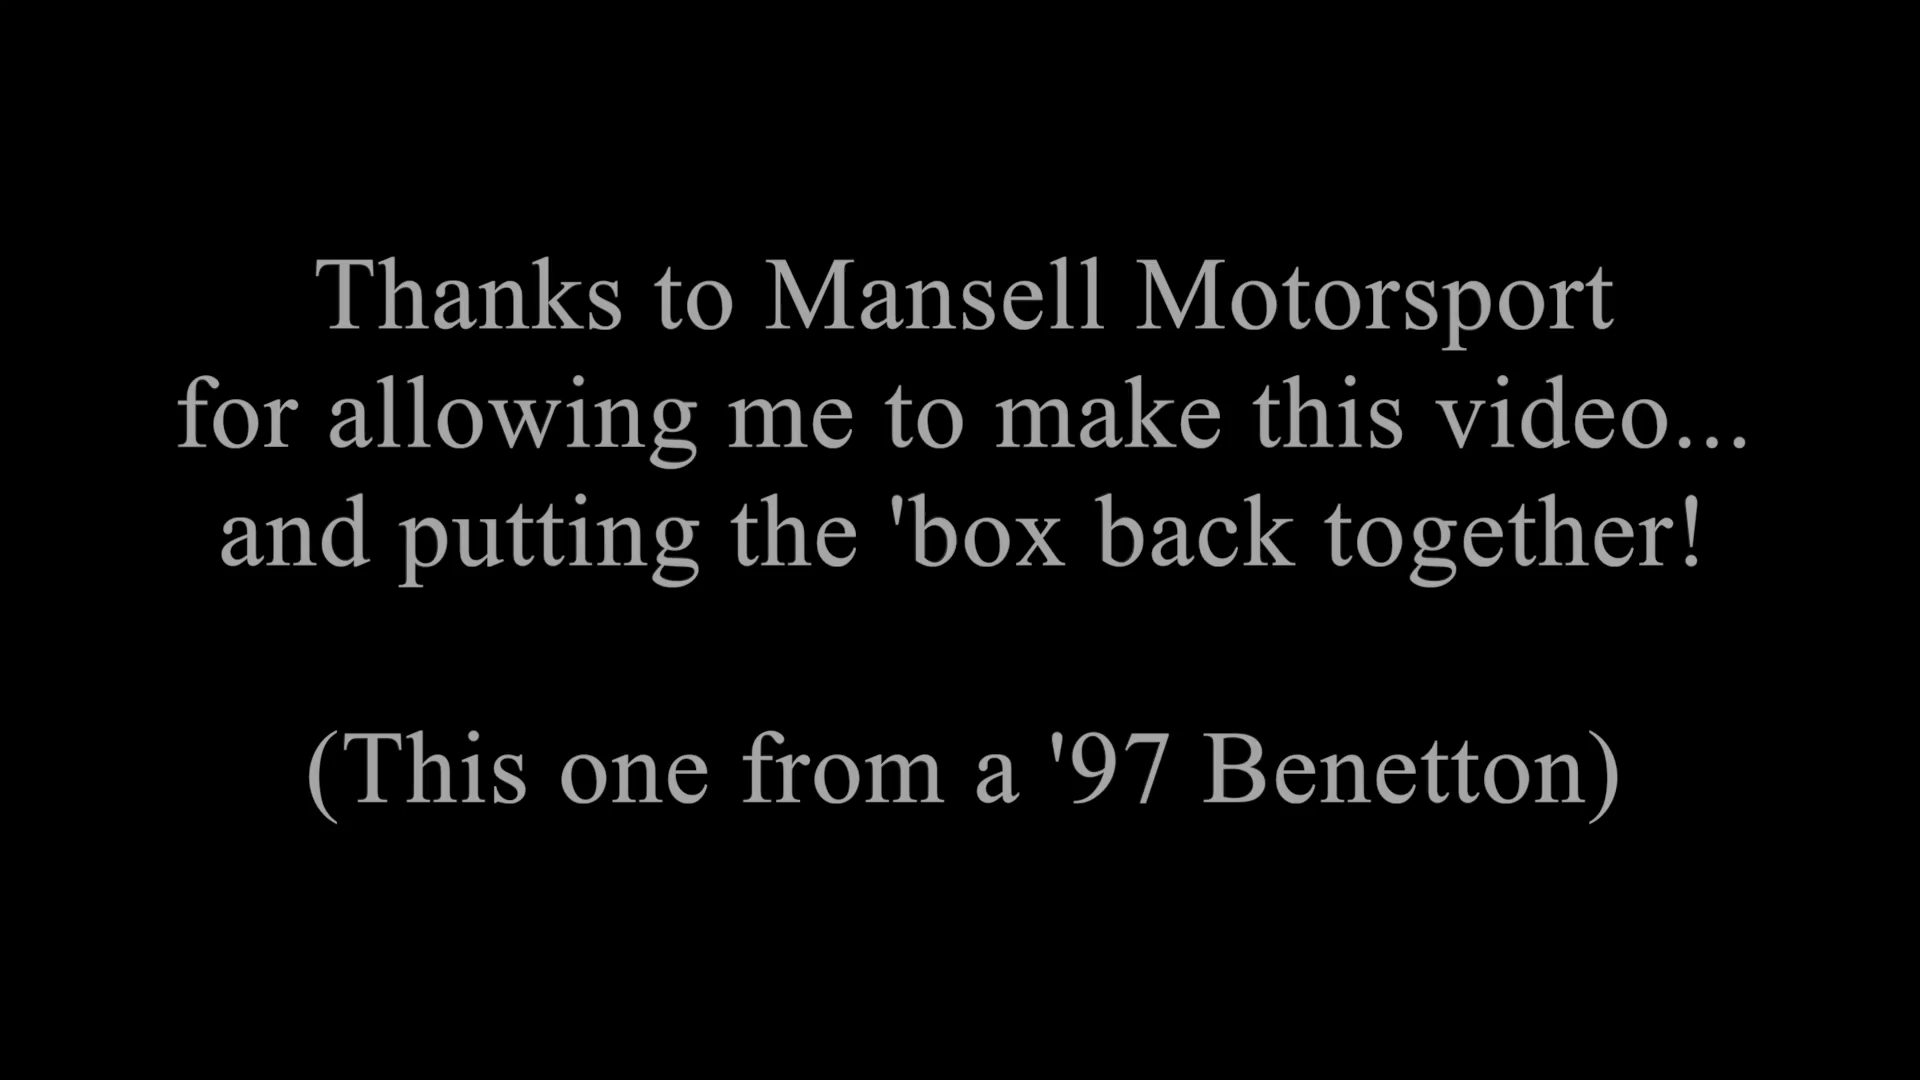 Thanks to Mansell Motorsport
for allowing me to make this video...
and putting the 'box back together!
(This one from a '97 Benetton)